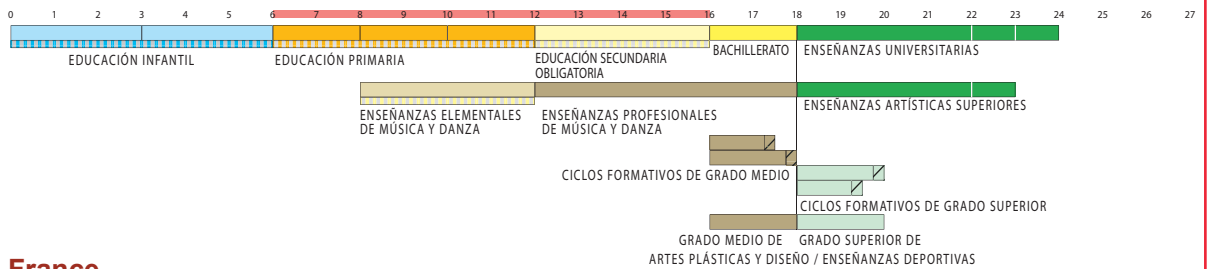 0 1 2 3 4 5 6 7 8 9 10 11 12 13 14 15 16 17 18 19 20 21 22 23 24 25 26 27
EDUCACIÓN INFANTIL EDUCACIÓN PRIMARIA EDUCACIÓN SECUNDARIA OBLIGATORIA BACHILLERATO ENSEÑANZAS UNIVERSITARIAS
ENSEÑANZAS ELEMENTALES DE MÚSICA Y DANZA ENSEÑANZAS PROFESIONALES DE MÚSICA Y DANZA ENSEÑANZAS ARTÍSTICAS SUPERIORES
CICLOS FORMATIVOS DE GRADO MEDIO
CICLOS FORMATIVOS DE GRADO SUPERIOR
GRADO MEDIO DE GRADO SUPERIOR DE
ARTES PLÁSTICAS Y DISEÑO / ENSEÑANZAS DEPORTIVAS
France